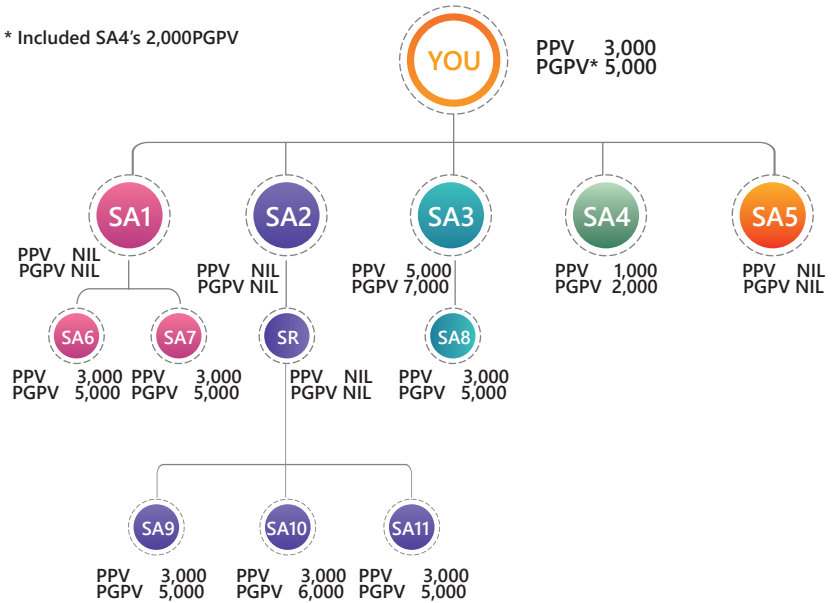 * Included SA4's 2,000PGPV
YOU
PPV 3,000
PGPV* 5,000
SA1
PPV NIL
PGPV NIL
SA2
PPV NIL
PGPV NIL
SA3
PPV 5,000
PGPV 7,000
SA4
PPV 1,000
PGPV 2,000
SA5
PPV NIL
PGPV NIL
SA6
PPV 3,000
PGPV 5,000
SA7
PPV 3,000
PGPV 5,000
SR
PPV NIL
PGPV NIL
SA8
PPV 3,000
PGPV 5,000
SA9
PPV 3,000
PGPV 5,000
SA10
PPV 3,000
PGPV 6,000
SA11
PPV 3,000
PGPV 5,000